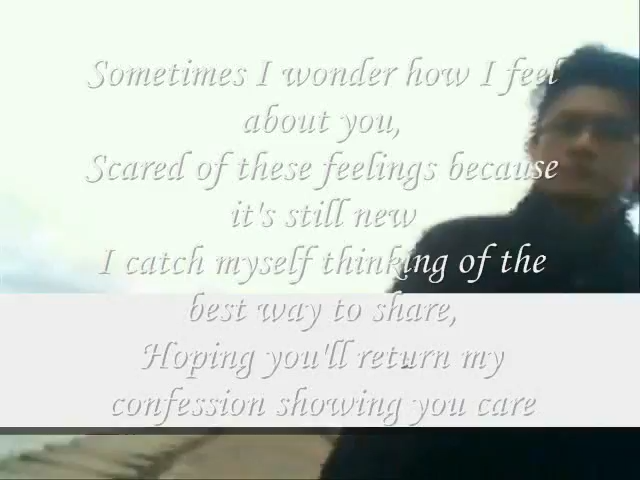 Sometimes I wonder how I feel
about you,
Scared of these feelings because
it's still new
I catch myself thinking of the
best way to share,
Hoping you'll return my
confession showing you care